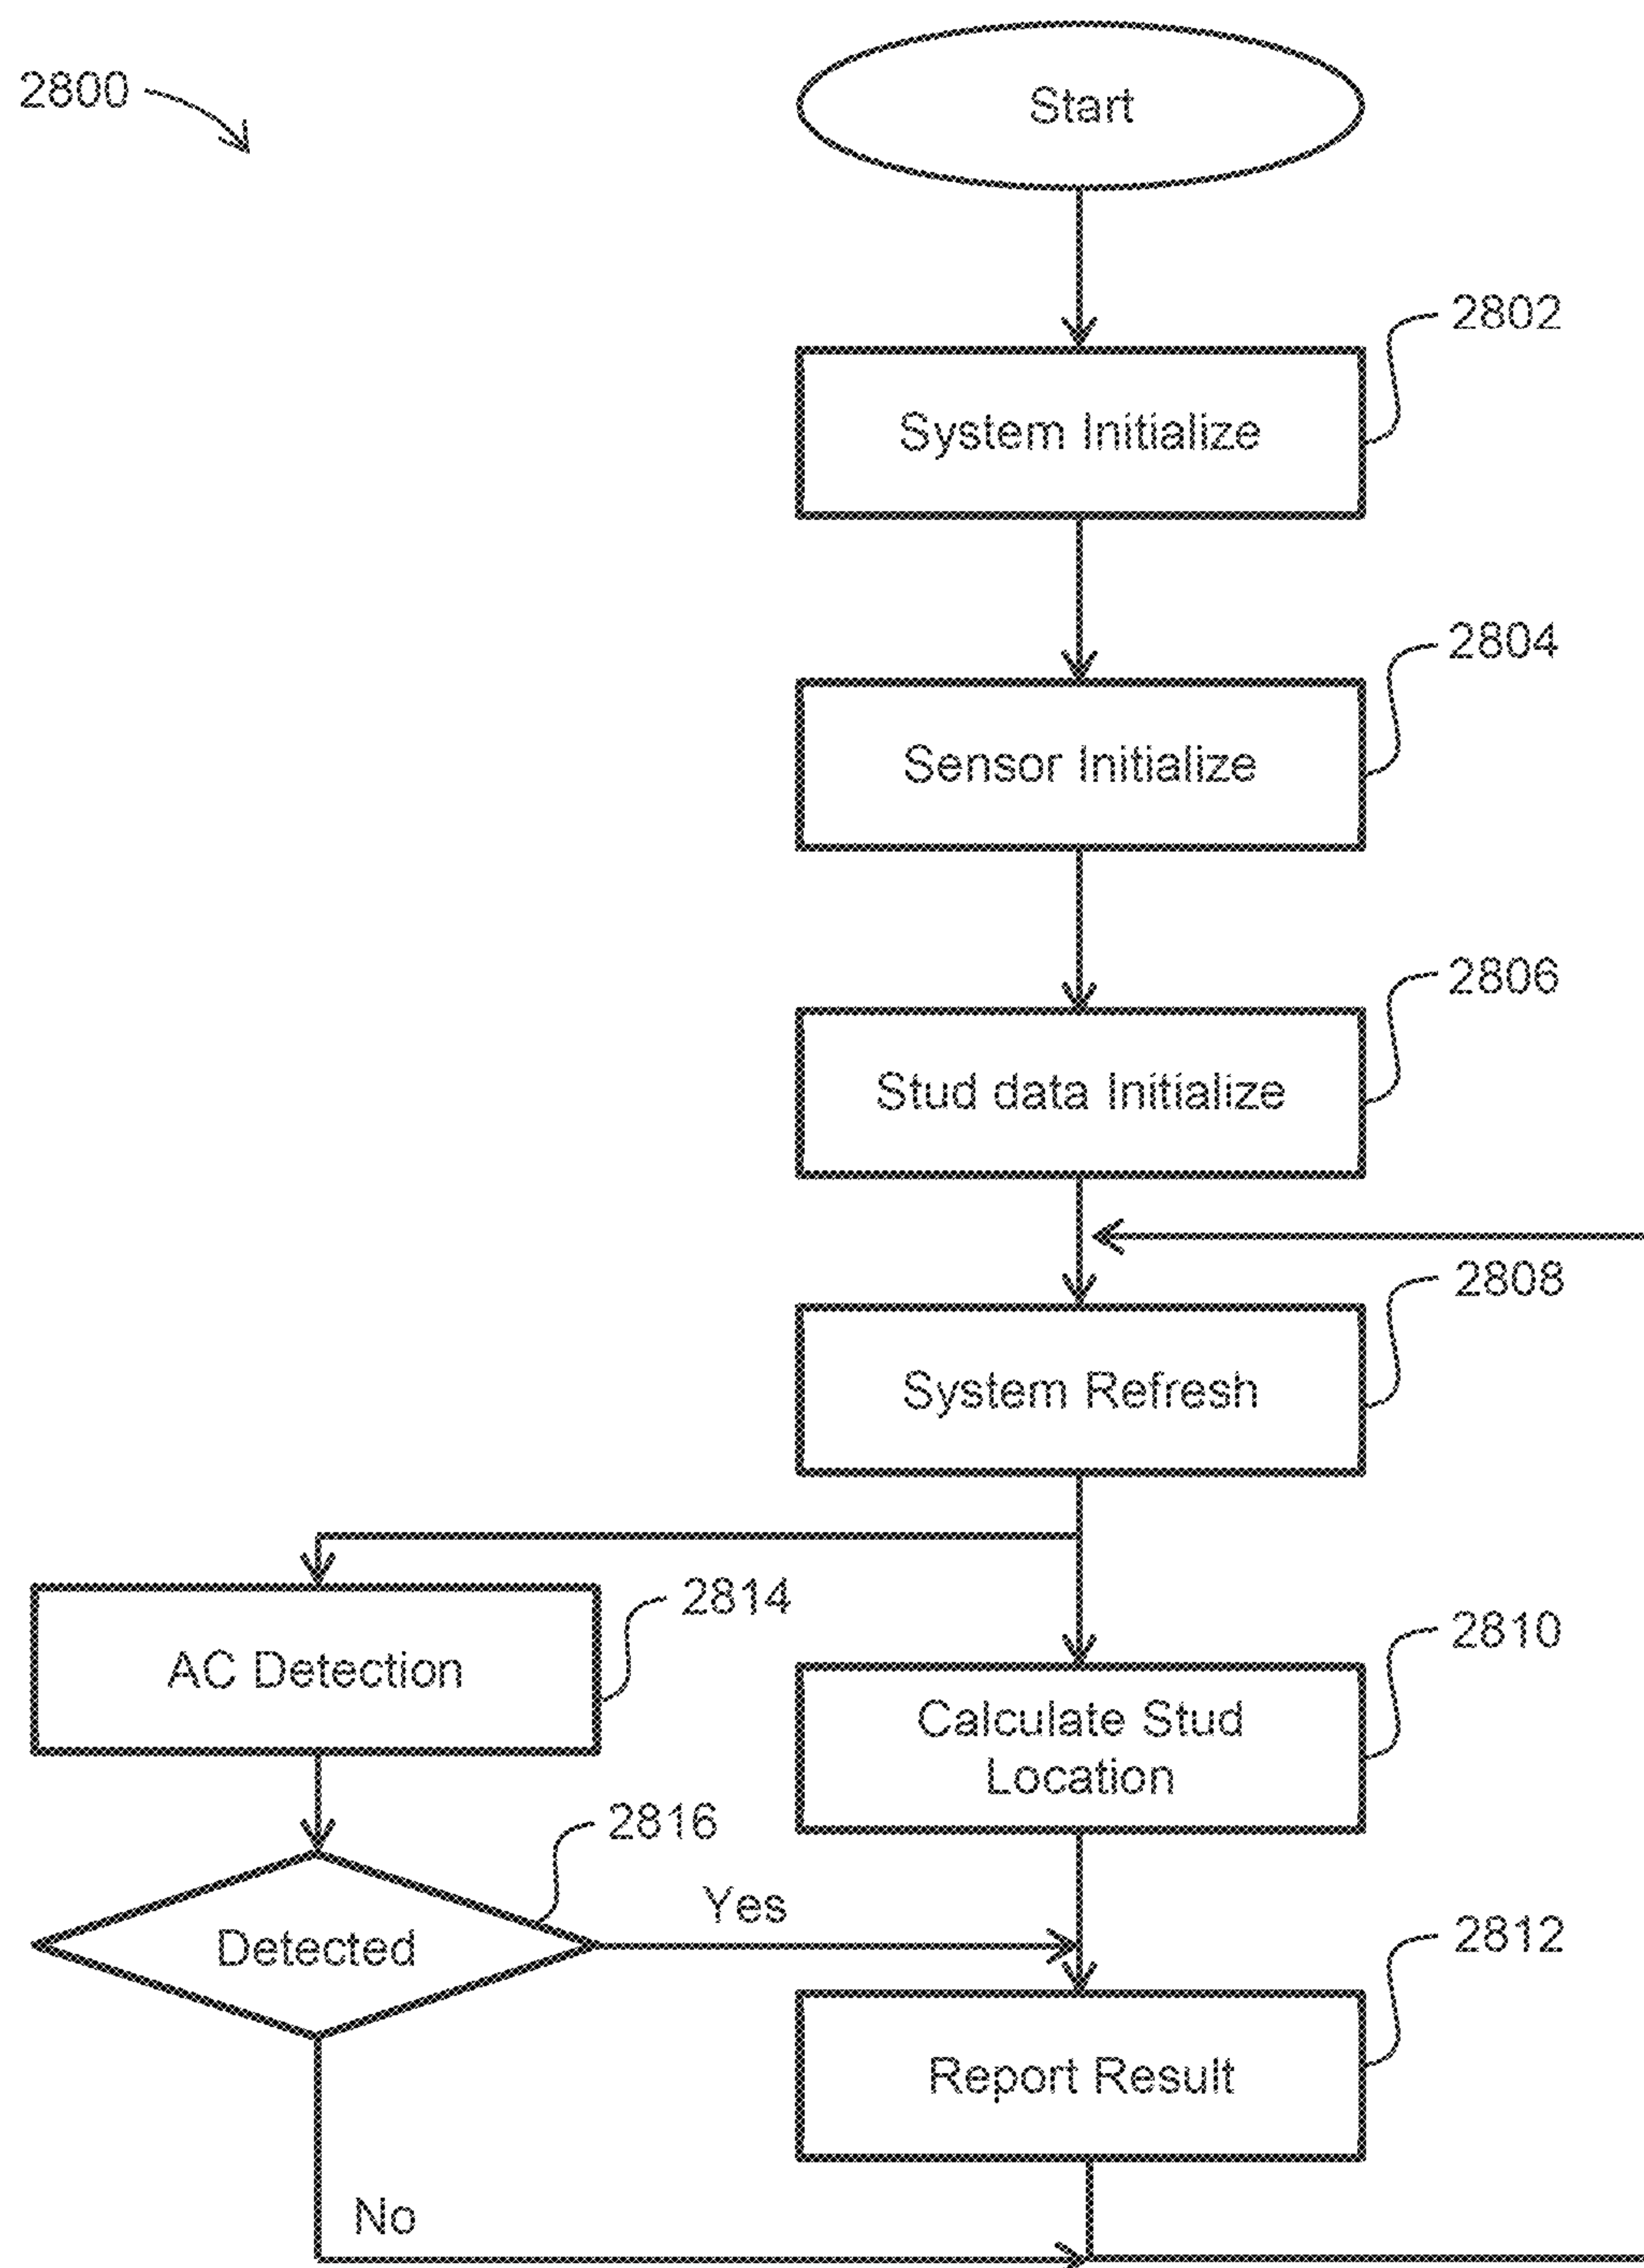 2800
Start
2802
System Initialize
2804
Sensor Initialize
2806
Stud data Initialize
2808
System Refresh
2814
AC Detection
2810
Calculate Stud
Location
2816
Detected
Yes
2812
Report Result
No